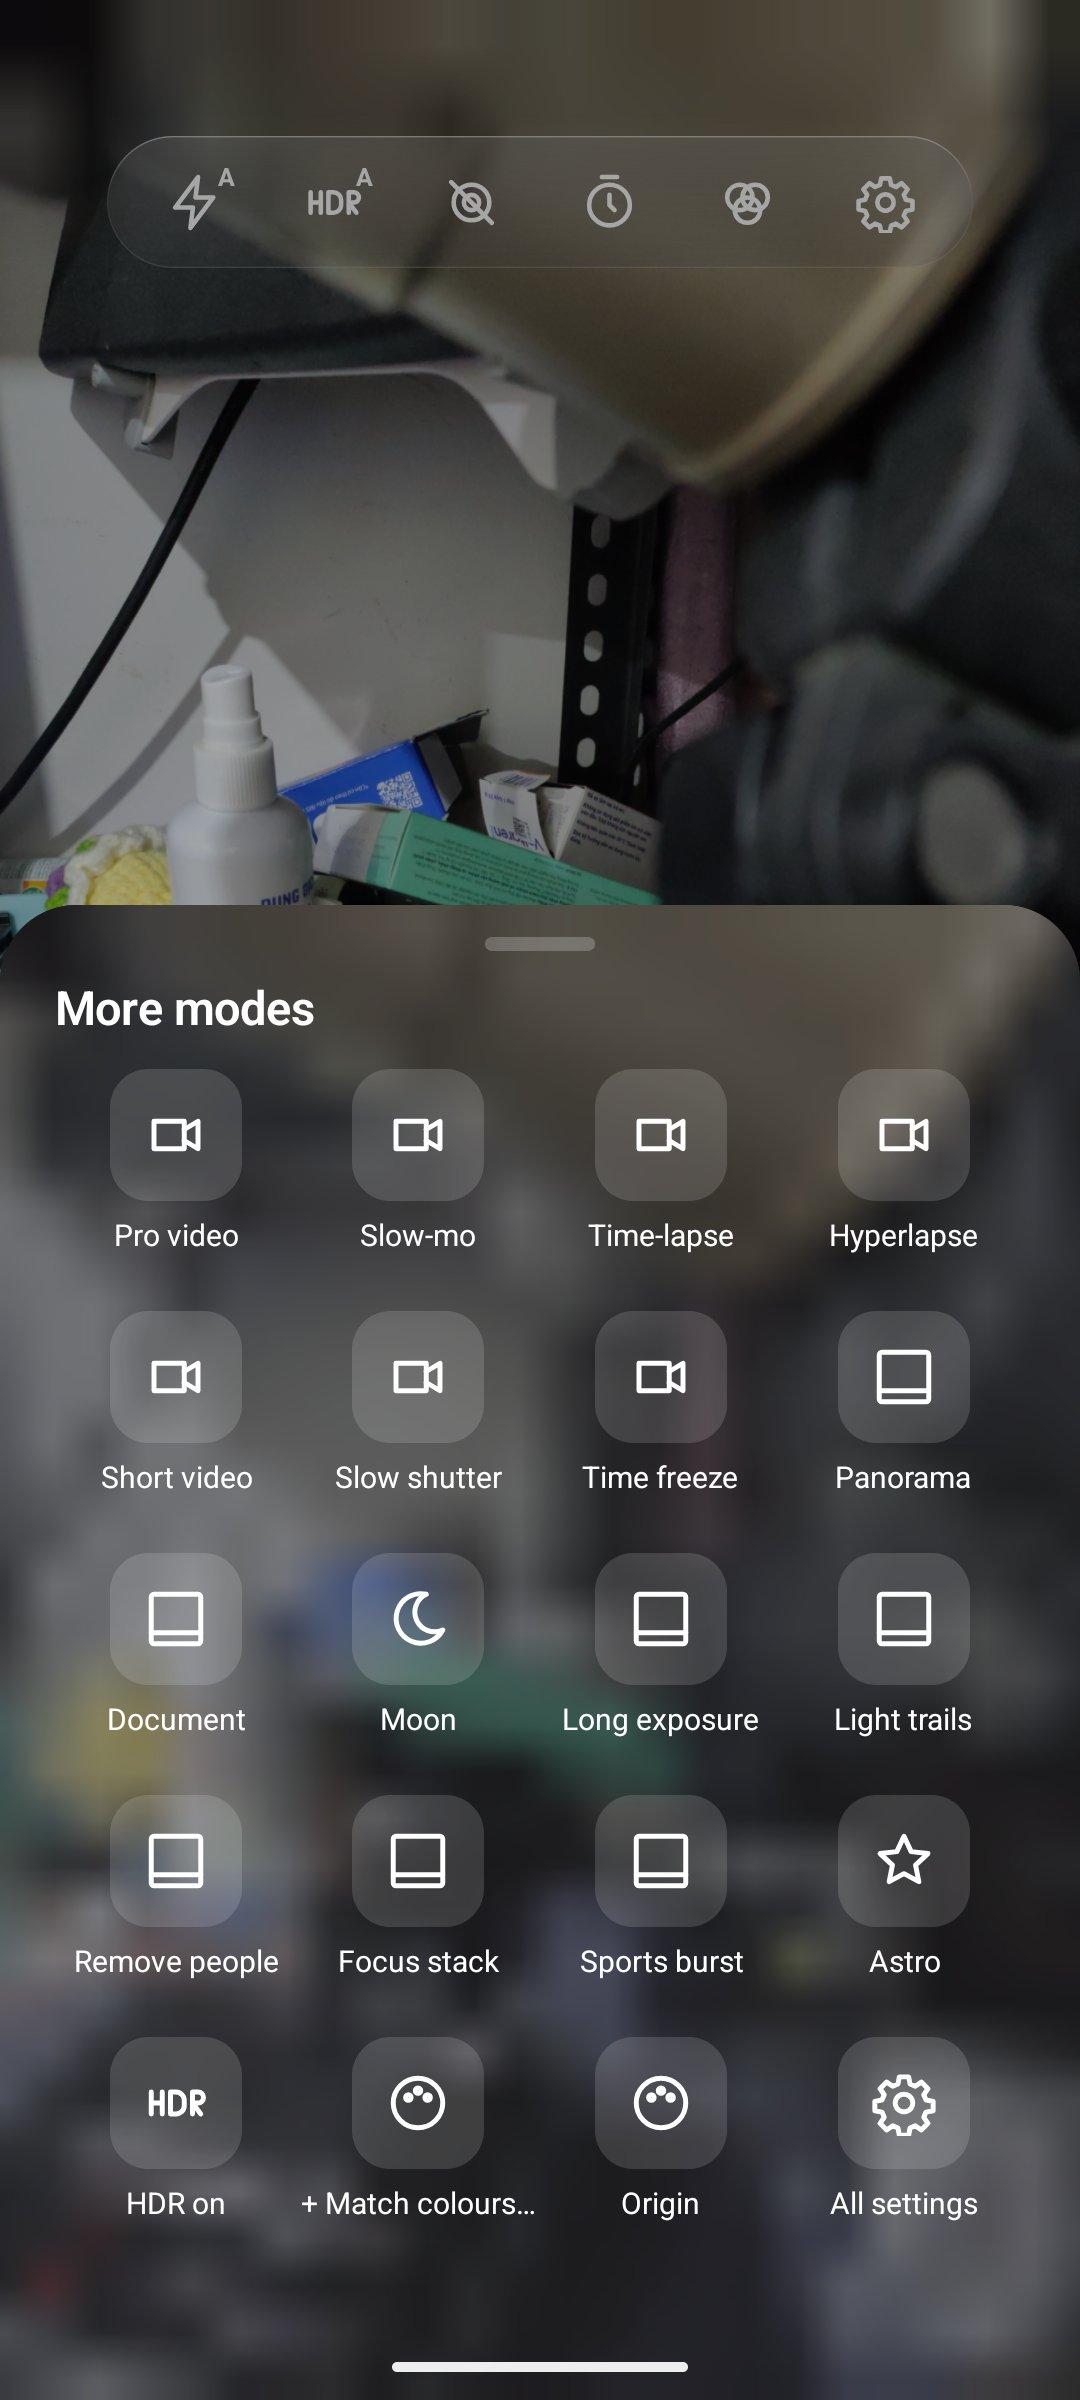 A
HDR A
DUNG
More modes
Pro video
Slow-mo
Time-lapse
Hyperlapse
Short video
Slow shutter
Time freeze
Panorama
Document
Moon
Long exposure
Light trails
Remove people
Focus stack
Sports burst
Astro
HDR
HDR on
+ Match colours...
Origin
All settings